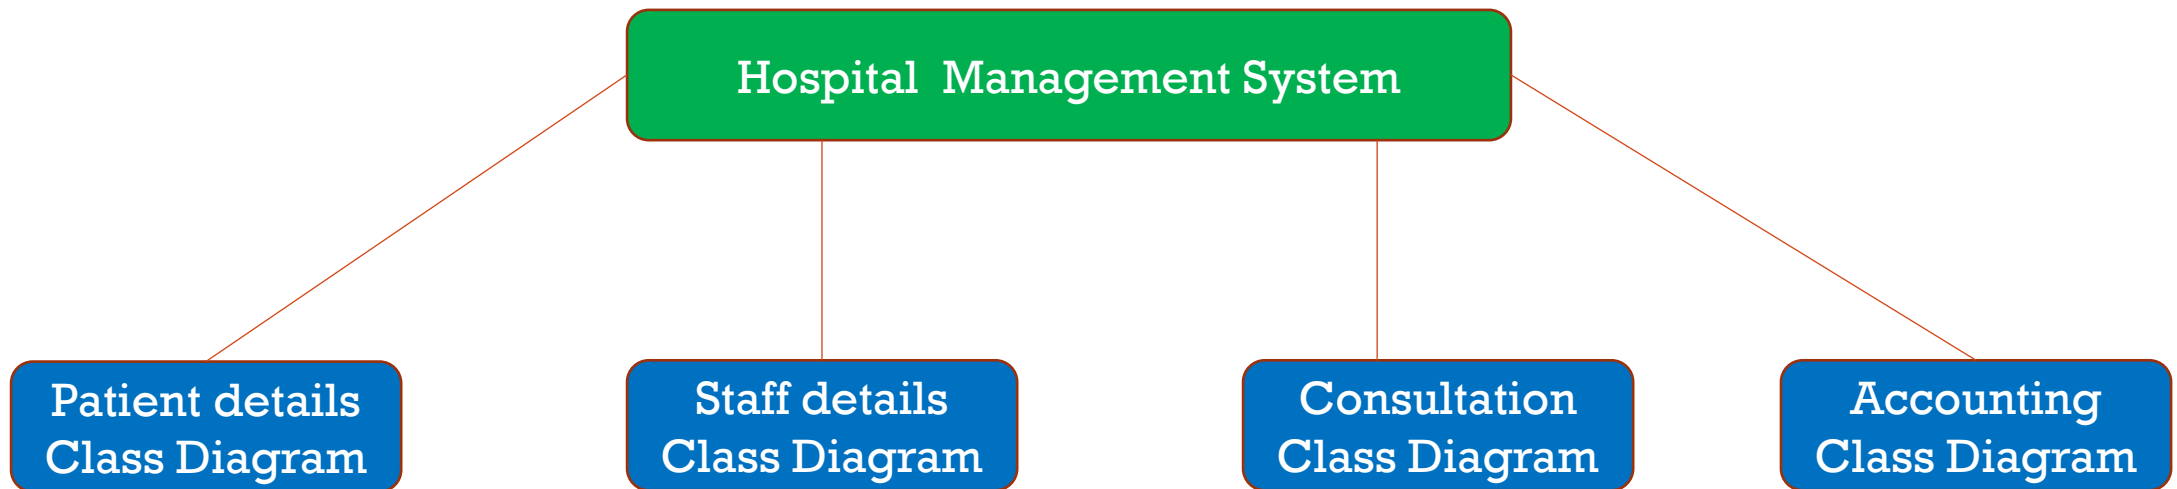 Hospital  Management System
Patient details
Class Diagram
Staff details
Class Diagram
Consultation
Class Diagram
Accounting
Class Diagram